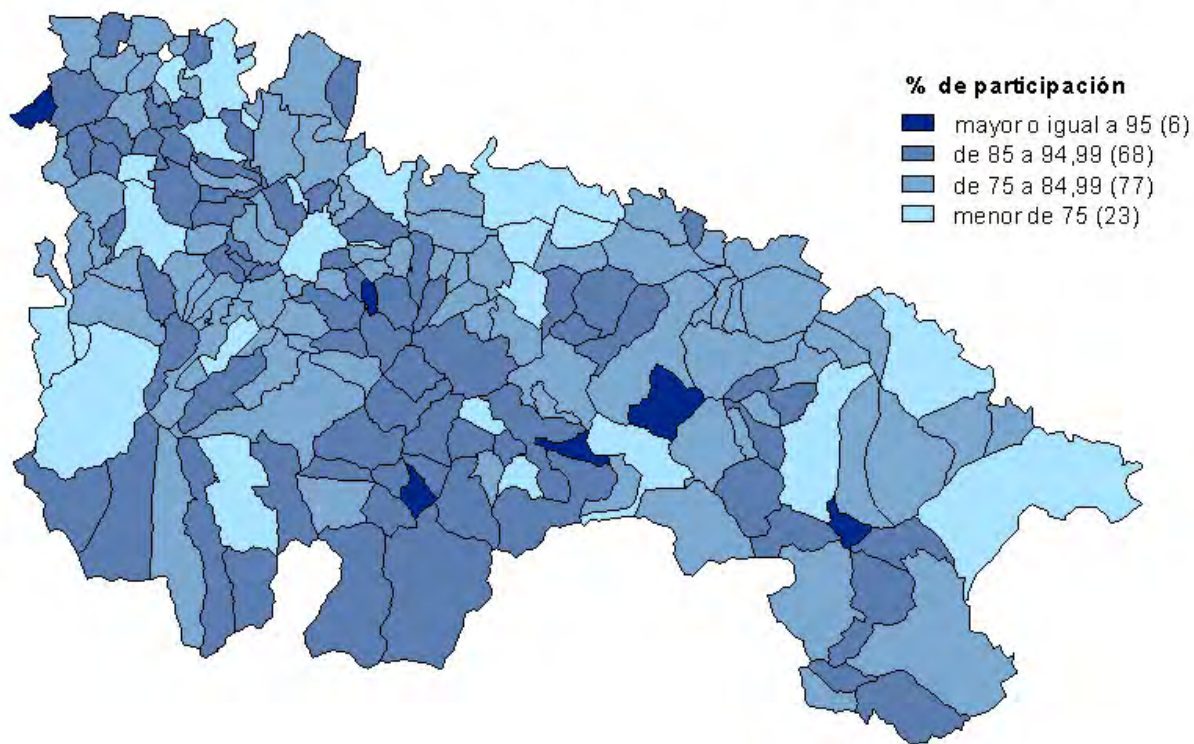 % de participación
mayor o igual a 95 (6)
de 85 a 94,99 (68)
de 75 a 84,99 (77)
menor de 75 (23)